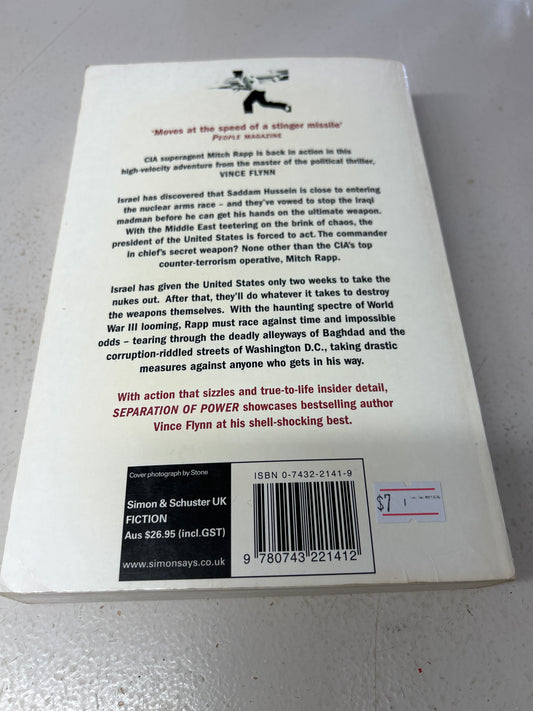 'Moves at the speed of a stinger missile'
PEOPLE MAGAZINE
CIA superagent Mitch Rapp is back in action in this
high-velocity adventure from the master of the political thriller,
VINCE FLYNN
Israel has discovered that Saddam Hussein is close to entering
the nuclear arms race – and they've vowed to stop the Iraqi
madman before he can get his hands on the ultimate weapon.
With the Middle East teetering on the brink of chaos, the
president of the United States is forced to act. The commander
in chief's secret weapon? None other than the CIA's top
counter-terrorism operative, Mitch Rapp.
Israel has given the United States only two weeks to take the
nukes out. After that, they'll do whatever it takes to destroy
the weapons themselves. With the haunting spectre of World
War III looming, Rapp must race against time and impossible
odds – tearing through the deadly alleyways of Baghdad and the
corruption-riddled streets of Washington D.C., taking drastic
measures against anyone who gets in his way.
With action that sizzles and true-to-life insider detail,
SEPARATION OF POWER showcases bestselling author
Vince Flynn at his shell-shocking best.
Cover photograph by Stone
Simon & Schuster UK
FICTION
Aus $26.95 (incl.GST)
www.simonsays.co.uk
ISBN 0-7432-2141-9
9 780743 221412
$7